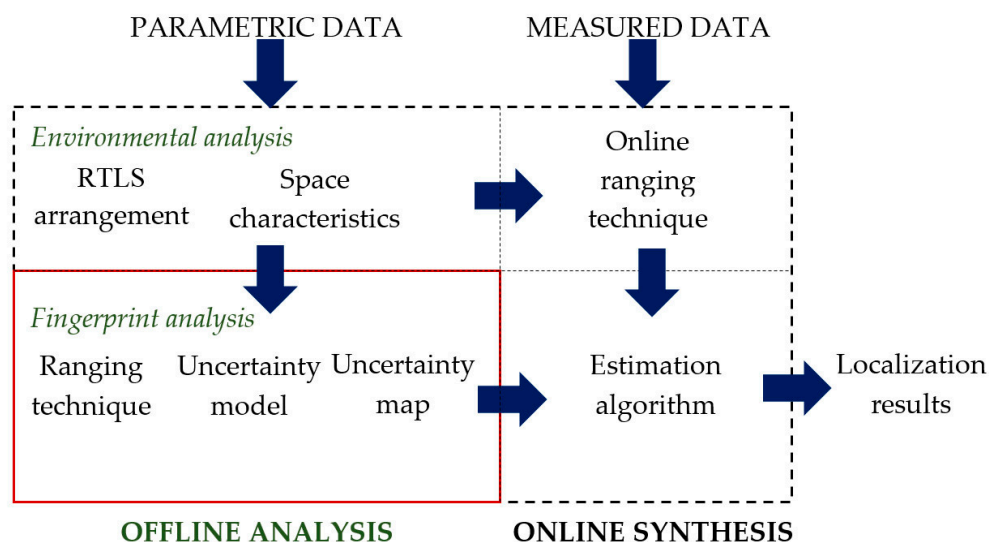 PARAMETRIC DATA
MEASURED DATA
Environmental analysis
RTLS
arrangement
Space
characteristics
Online
ranging
technique
Fingerprint analysis
Ranging
technique
Uncertainty
model
Uncertainty
map
Estimation
algorithm
Localization
results
OFFLINE ANALYSIS
ONLINE SYNTHESIS